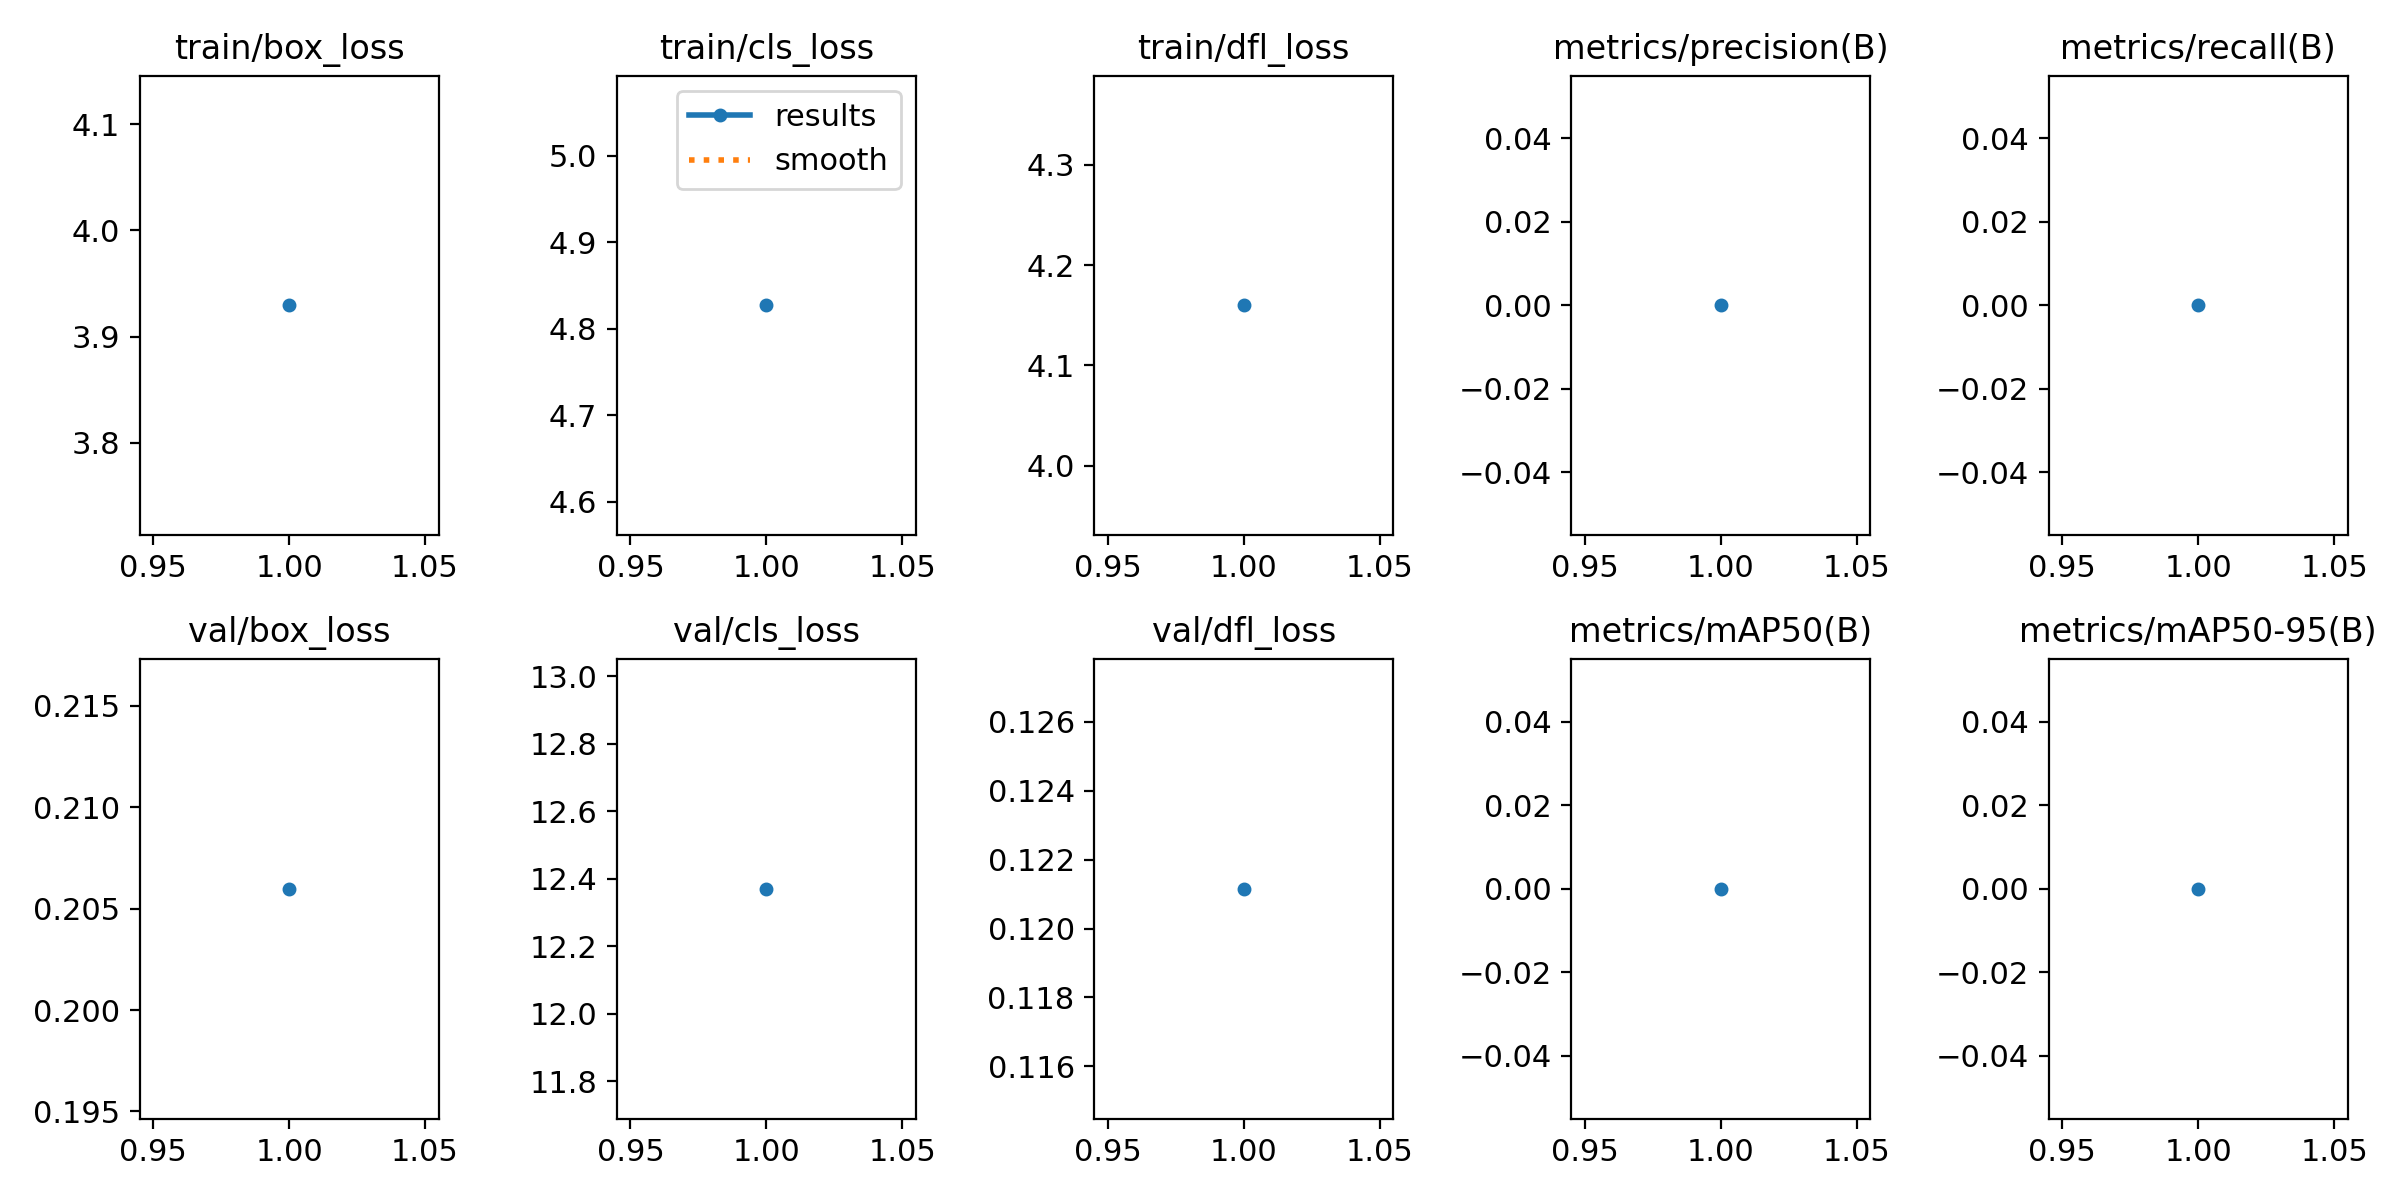 train/box_loss
4.1
4.0
3.9
3.8
0.95 1.00 1.05
train/cls_loss
results
smooth
5.0
4.9
4.8
4.7
4.6
0.95 1.00 1.05
train/dfl_loss
4.3
4.2
4.1
4.0
0.95 1.00 1.05
metrics/precision(B)
0.04
0.02
0.00
−0.02
−0.04
0.95 1.00 1.05
metrics/recall(B)
0.04
0.02
0.00
−0.02
−0.04
0.95 1.00 1.05
val/box_loss
0.215
0.210
0.205
0.200
0.195
0.95 1.00 1.05
val/cls_loss
13.0
12.8
12.6
12.4
12.2
12.0
11.8
0.95 1.00 1.05
val/dfl_loss
0.126
0.124
0.122
0.120
0.118
0.116
0.95 1.00 1.05
metrics/mAP50(B)
0.04
0.02
0.00
−0.02
−0.04
0.95 1.00 1.05
metrics/mAP50-95(B)
0.04
0.02
0.00
−0.02
−0.04
0.95 1.00 1.05